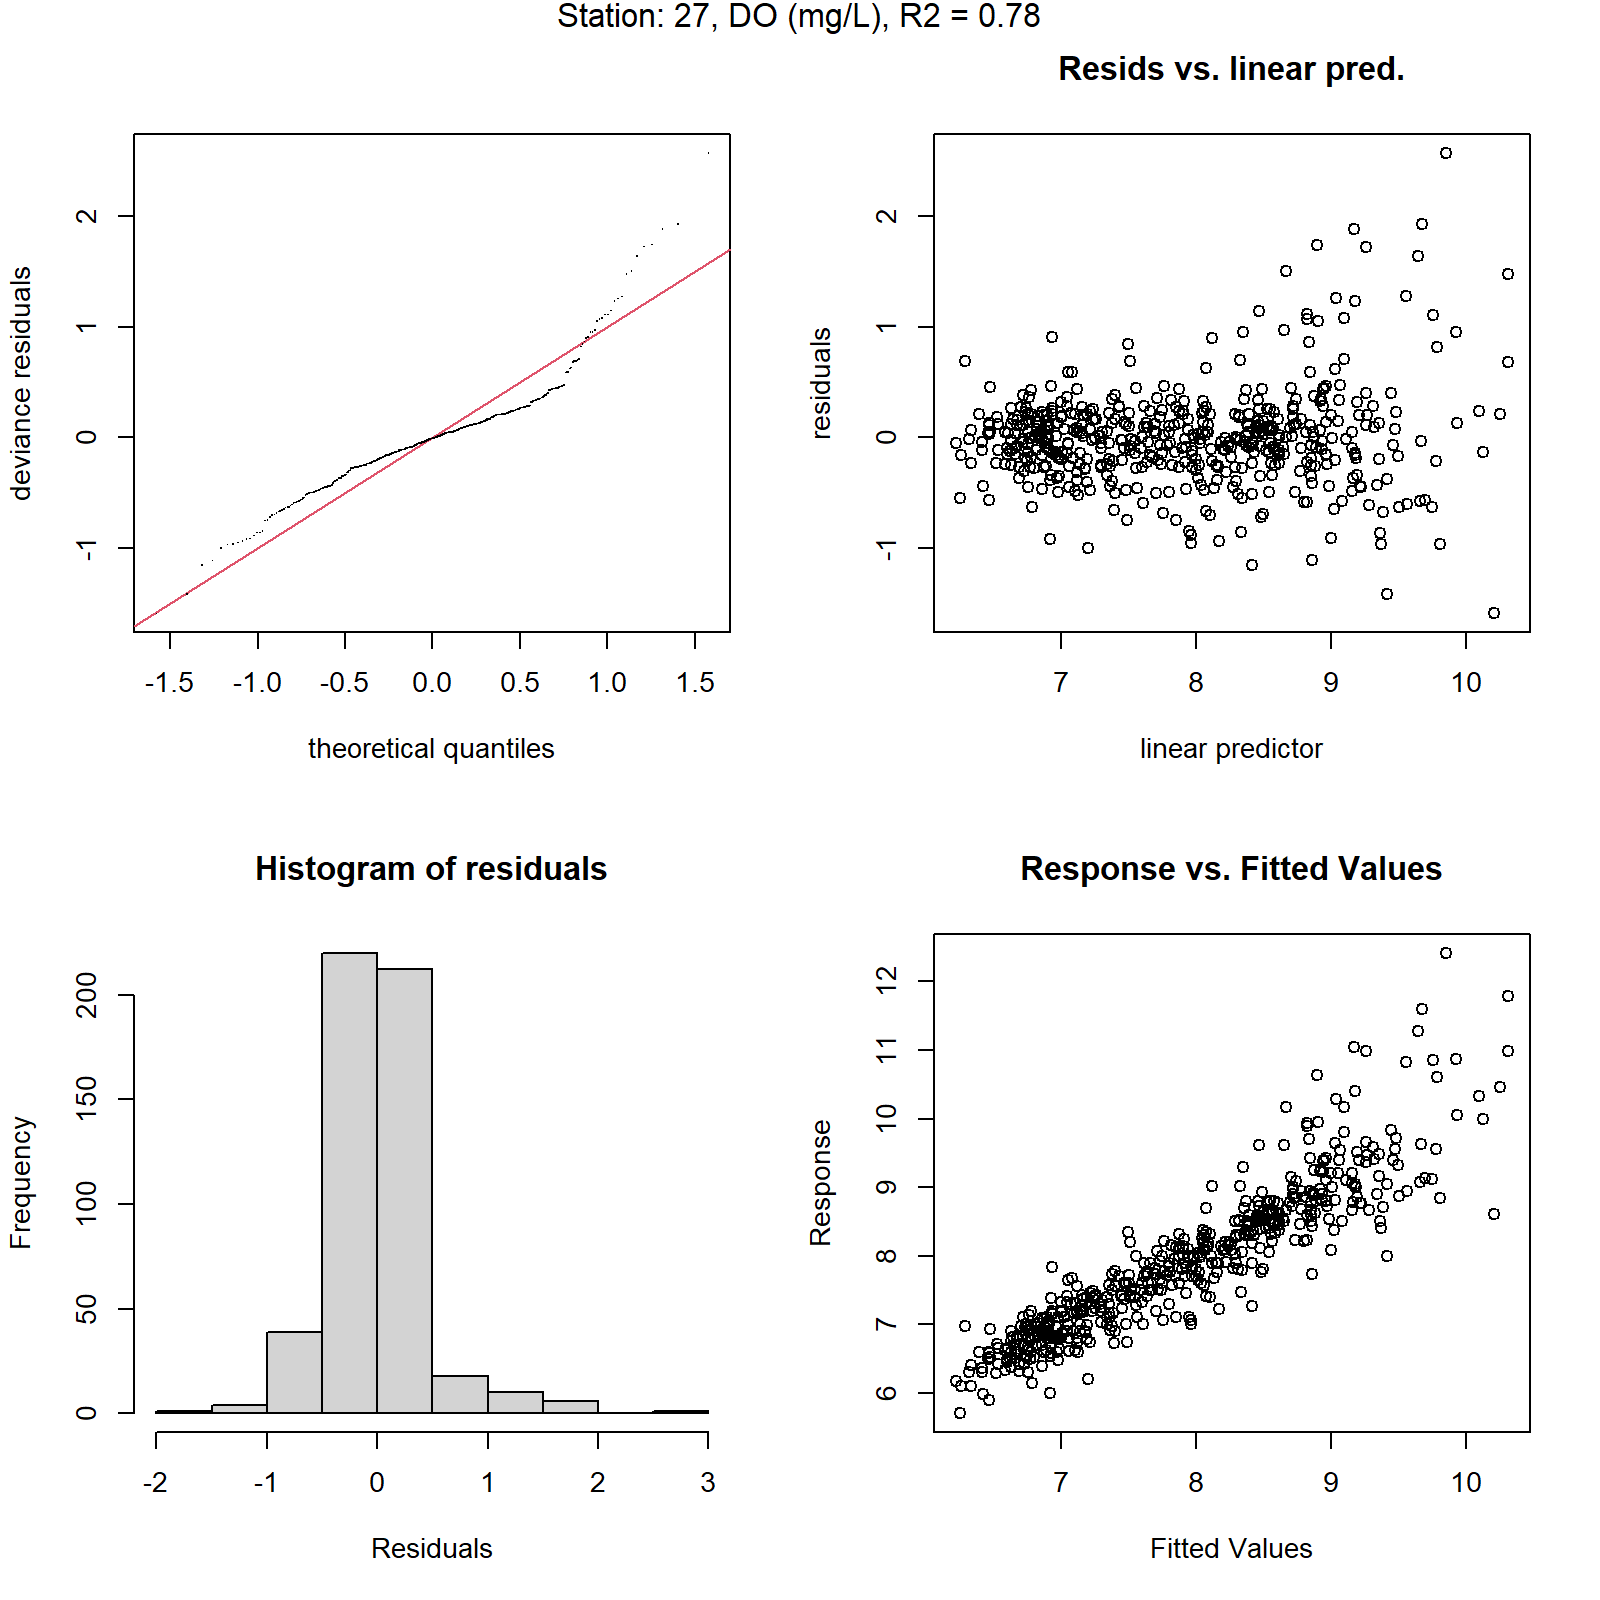 Station: 27, DO (mg/L), R2 = 0.78
deviance residuals
2
1
0
-1
-1.5 -1.0 -0.5 0.0 0.5 1.0 1.5
theoretical quantiles
Resids vs. linear pred.
residuals
2
1
0
-1
7 8 9 10
linear predictor
Histogram of residuals
Frequency
200
150
100
50
0
-2 -1 0 1 2 3
Residuals
Response vs. Fitted Values
Response
12
11
10
9
8
7
6
7 8 9 10
Fitted Values